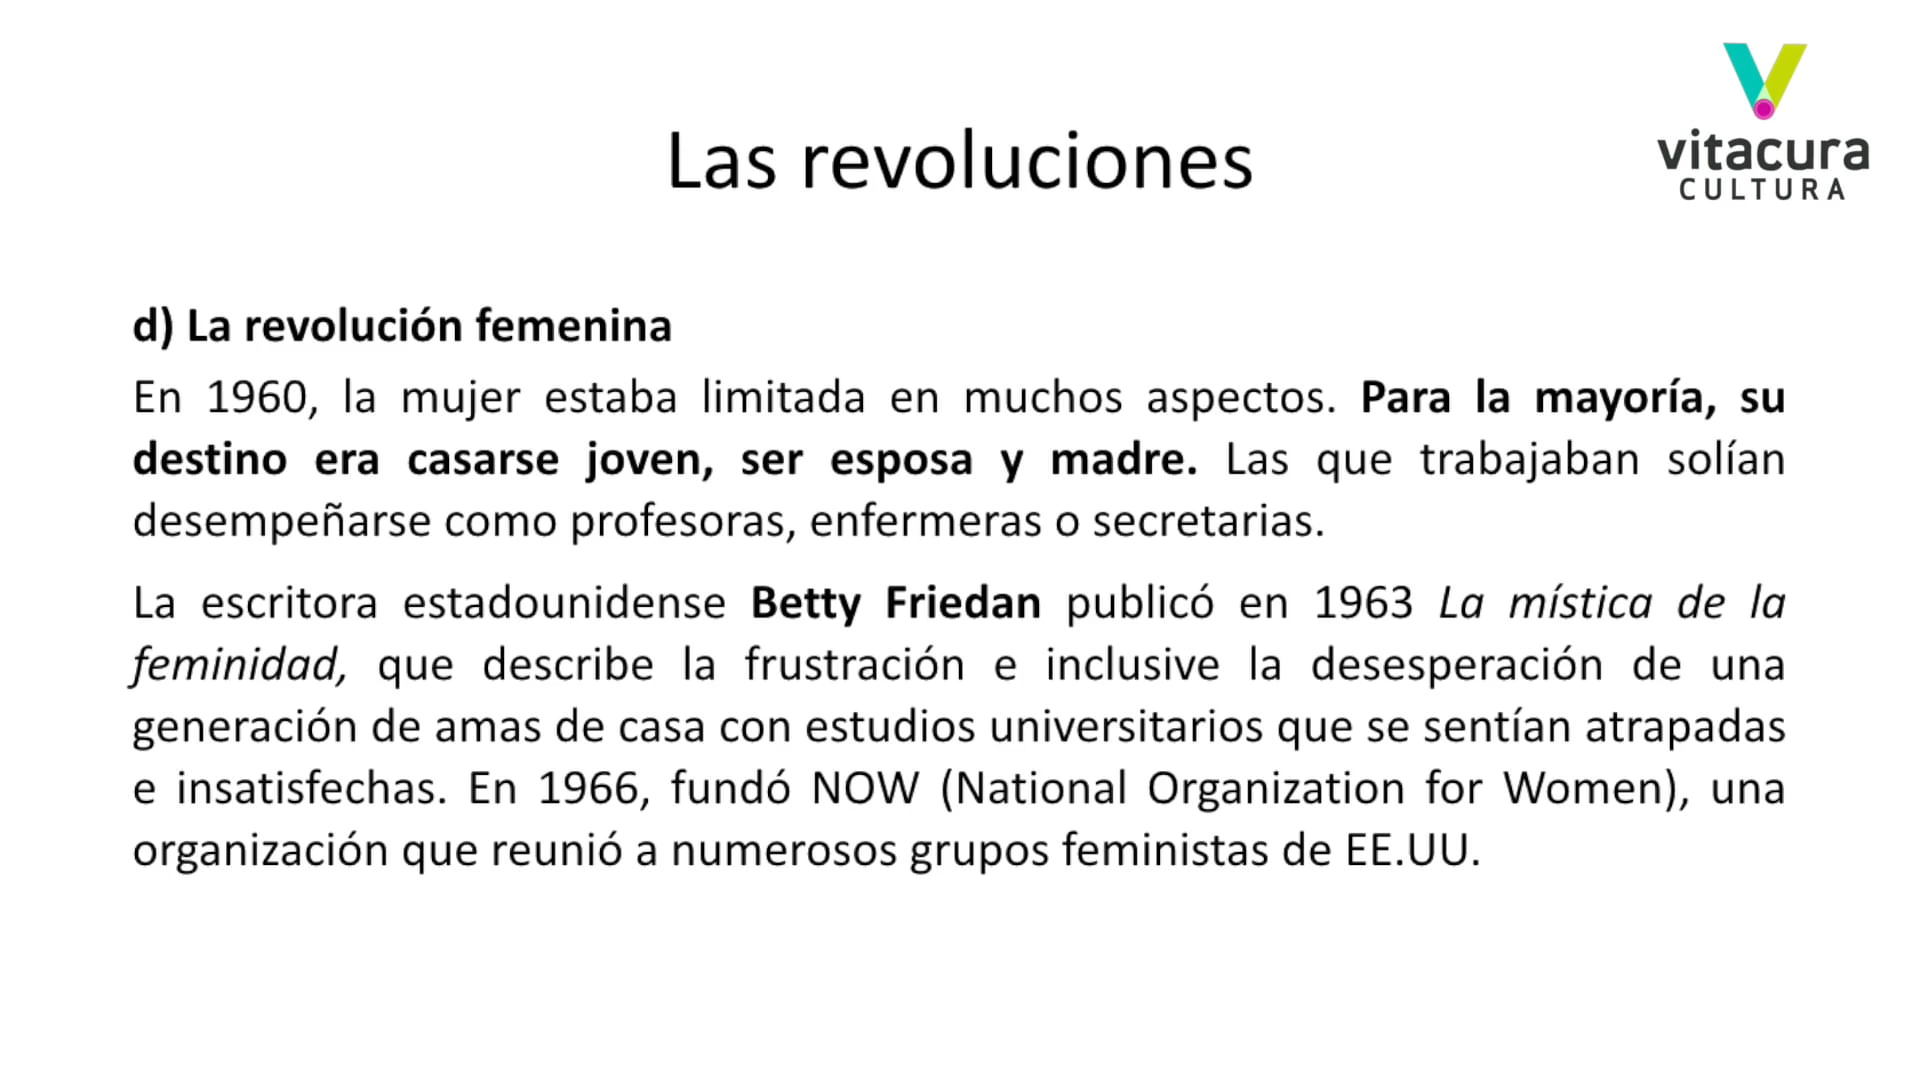 vitacura
CULTURA
Las revoluciones
d) La revolución femenina
En 1960, la mujer estaba limitada en muchos aspectos. Para la mayoría, su
destino era casarse joven, ser esposa y madre. Las que trabajaban solían
desempeñarse como profesoras, enfermeras o secretarias.
La escritora estadounidense Betty Friedan publicó en 1963 La mística de la
feminidad, que describe la frustración e inclusive la desesperación de una
generación de amas de casa con estudios universitarios que se sentían atrapadas
e insatisfechas. En 1966, fundó NOW (National Organization for Women), una
organización que reunió a numerosos grupos feministas de EE.UU.